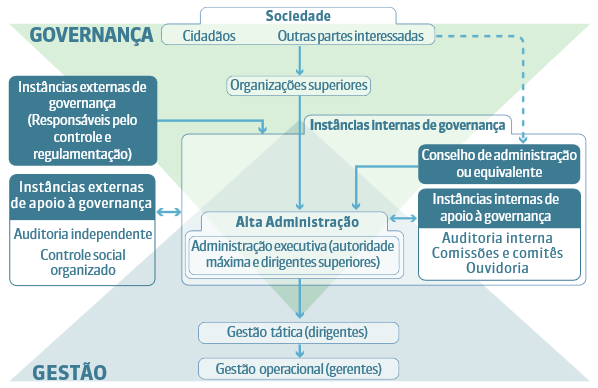 Sociedade
GOVERNANÇA
Cidadãos Outras partes interessadas
Organizações superiores
Instâncias externas de
governança
(Responsáveis pelo
controle e
regulamentação)
Instâncias internas de governança
Conselho de administração
ou equivalente
Instâncias externas
de apoio à governança
Auditoria independente
Controle social
organizado
Alta Administração
Administração executiva (autoridade
máxima e dirigentes superiores)
Instâncias internas de
apoio à governança
Auditoria interna
Comissões e comitês
Ouvidoria
Gestão tática (dirigentes)
Gestão operacional (gerentes)
GESTÃO